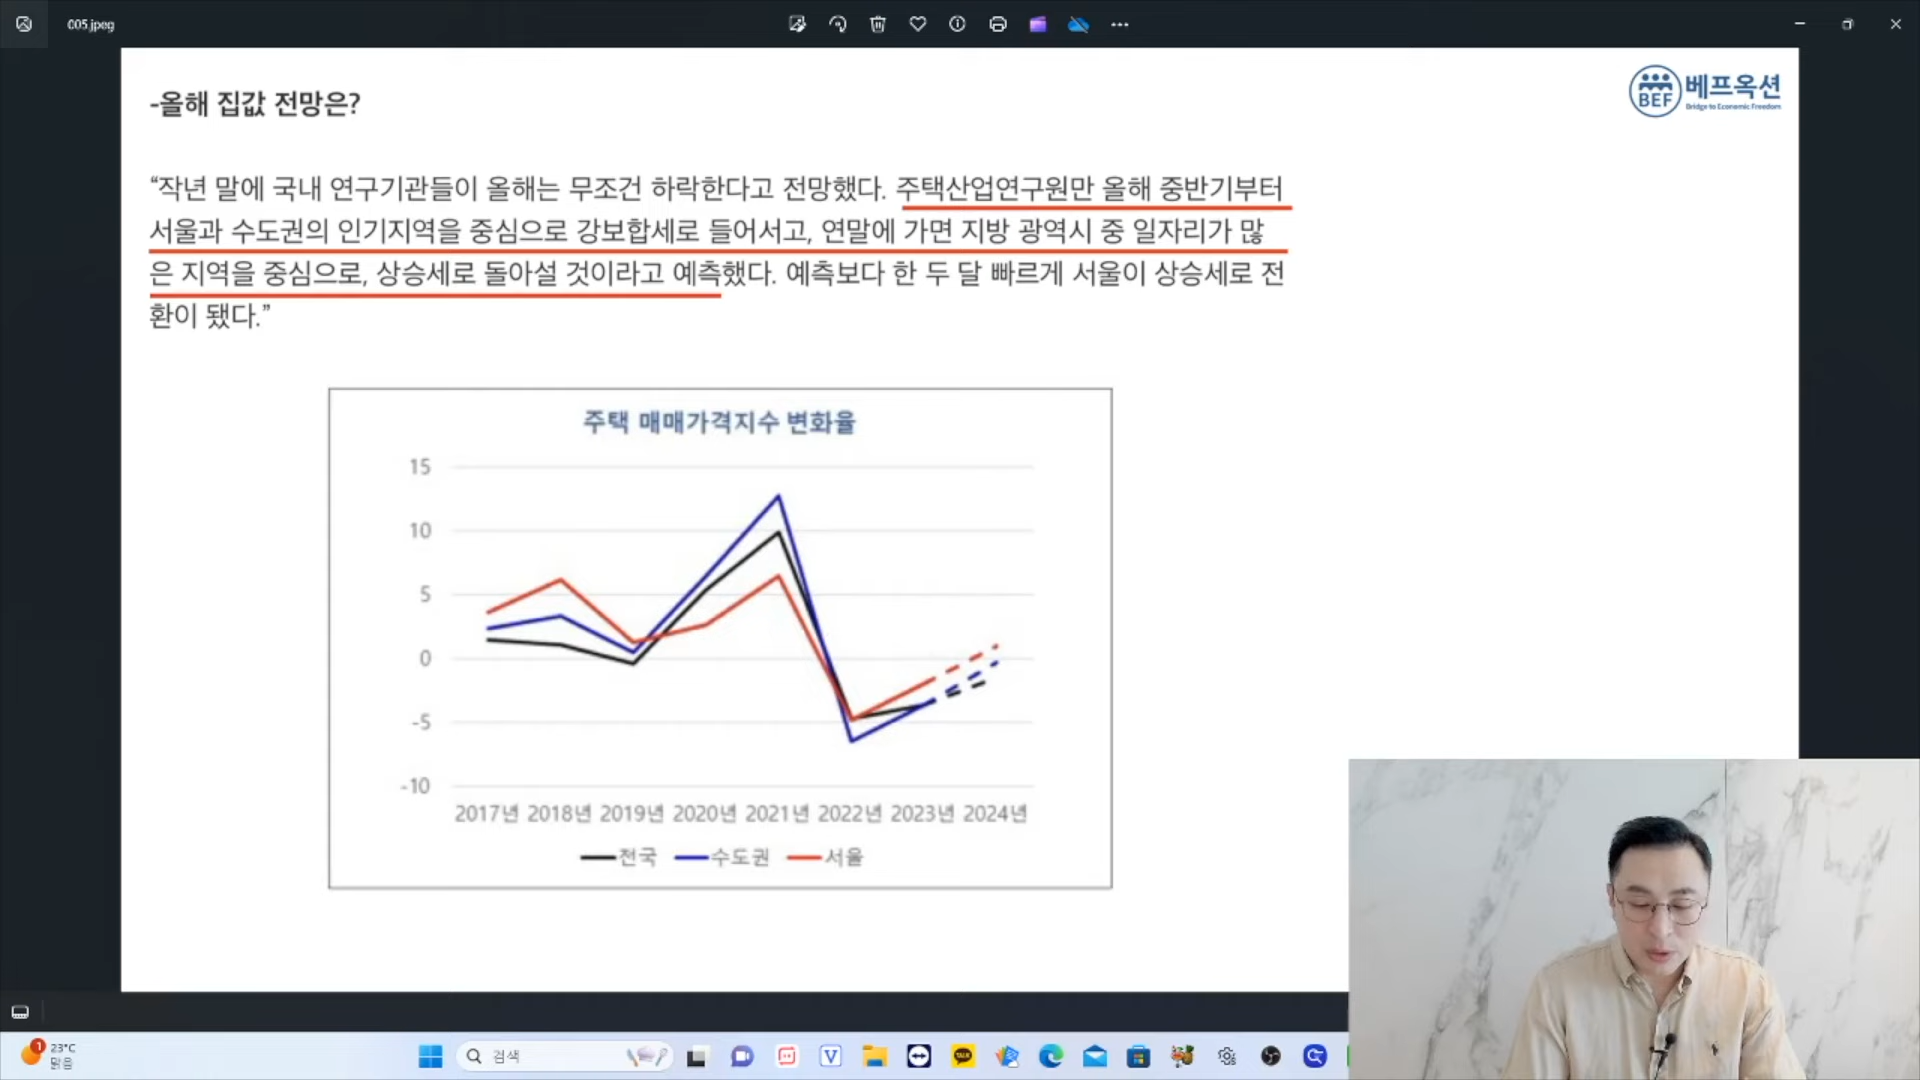 005.jpeg
-올해 집값 전망은?
BEF 베프옥션
Bridge to Economic Freedom
“작년 말에 국내 연구기관들이 올해는 무조건 하락한다고 전망했다. 주택산업연구원만 올해 중반기부터
서울과 수도권의 인기지역을 중심으로 강보합세로 들어서고, 연말에 가면 지방 광역시 중 일자리가 많
은 지역을 중심으로, 상승세로 돌아설 것이라고 예측했다. 예측보다 한 두 달 빠르게 서울이 상승세로 전
환이 됐다.”
주택 매매가격지수 변화율
15
10
5
0
-5
-10
2017년 2018년 2019년 2020년 2021년 2022년 2023년 2024년
전국 수도권 서울
1
23°C
맑음
검색
V
TALK